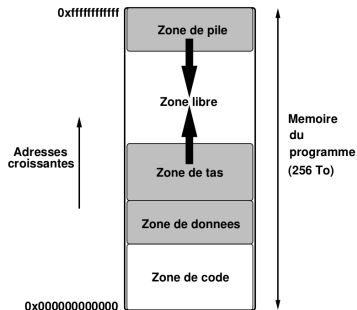 0xffffffffffff
Zone de pile
Zone libre
Adresses
croissantes
Memoire
du
programme
(256 To)
Zone de tas
Zone de donnees
Zone de code
0x000000000000